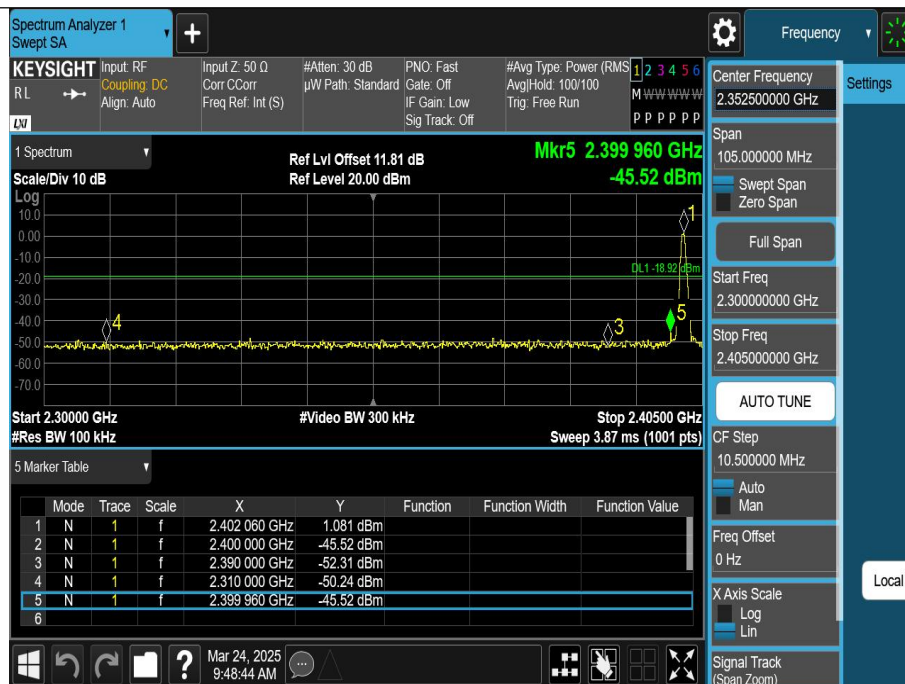 Spectrum Analyzer 1
Swept SA
+
Frequency
KEYSIGHT
RL
LXI
Input: RF
Coupling: DC
Align: Auto
Input Z: 50 Ω
Corr CCorr
Freq Ref: Int (S)
#Atten: 30 dB
µW Path: Standard
PNO: Fast
Gate: Off
IF Gain: Low
Sig Track: Off
#Avg Type: Power (RMS
Avg|Hold: 100/100
Trig: Free Run
1 2 3 4 5 6
M W W W W W
P P P P P P
1 Spectrum
Scale/Div 10 dB
Ref Lvl Offset 11.81 dB
Ref Level 20.00 dBm
Mkr5 2.399 960 GHz
-45.52 dBm
Log
10.0
0.00
-10.0
-20.0
-30.0
-40.0
-50.0
-60.0
-70.0
1
DL1 -18.92 dBm
4
3
5
Start 2.30000 GHz
#Res BW 100 kHz
#Video BW 300 kHz
Stop 2.40500 GHz
Sweep 3.87 ms (1001 pts)
5 Marker Table
Mode Trace Scale X Y Function Function Width Function Value
1 N 1 f 2.402 060 GHz 1.081 dBm
2 N 1 f 2.400 000 GHz -45.52 dBm
3 N 1 f 2.390 000 GHz -52.31 dBm
4 N 1 f 2.310 000 GHz -50.24 dBm
5 N 1 f 2.399 960 GHz -45.52 dBm
6
?
Mar 24, 2025
9:48:44 AM
Center Frequency
2.352500000 GHz
Span
105.000000 MHz
Swept Span
Zero Span
Full Span
Start Freq
2.300000000 GHz
Stop Freq
2.405000000 GHz
AUTO TUNE
CF Step
10.500000 MHz
Auto
Man
Freq Offset
0 Hz
X Axis Scale
Log
Lin
Signal Track
(Span Zoom)
Settings
Local